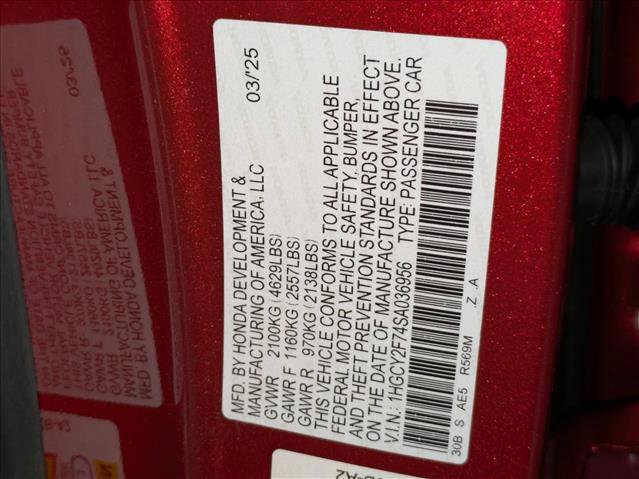 MFD. BY HONDA DEVELOPMENT & 03/'25
MANUFACTURING OF AMERICA, LLC
GVWR 2100KG (4629LBS)
GAWR F 1160KG (2557LBS)
GAWR R 970KG (2138LBS)
THIS VEHICLE CONFORMS TO ALL APPLICABLE
FEDERAL MOTOR VEHICLE SAFETY, BUMPER,
AND THEFT PREVENTION STANDARDS IN EFFECT
ON THE DATE OF MANUFACTURE SHOWN ABOVE.
V.I.N.: 1HGCY2F74SA036956 TYPE: PASSENGER CAR
30B S AE5 R569M .Z .A